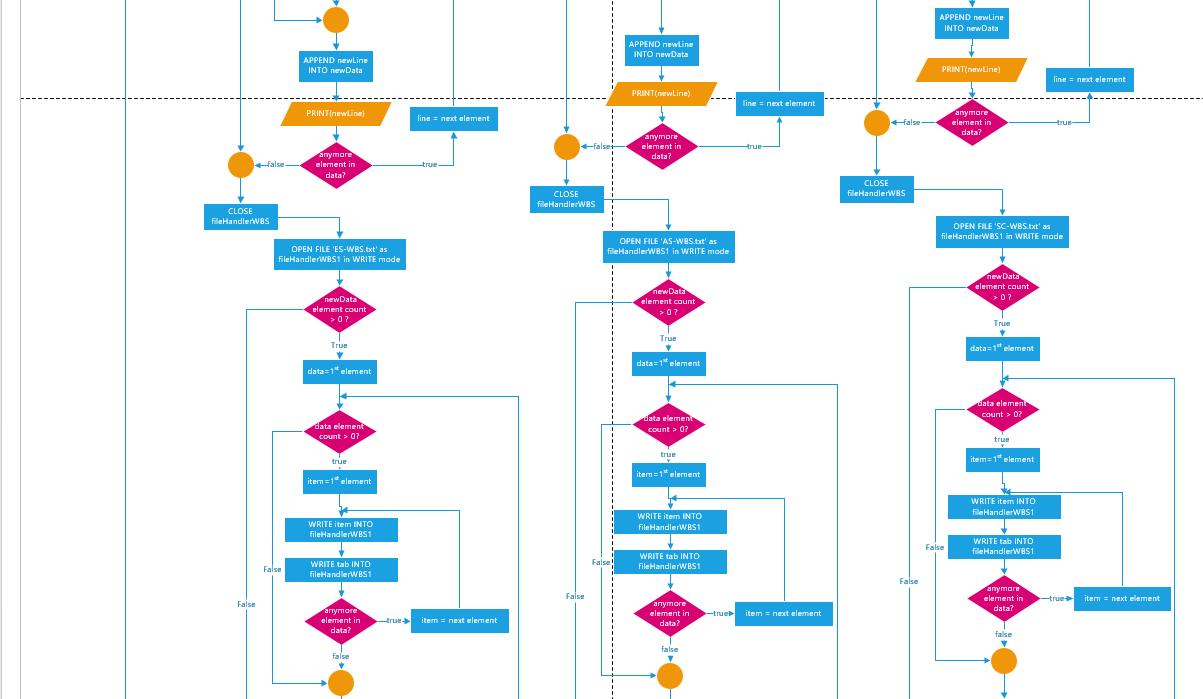 APPEND newLine
INTO newData
PRINT(newLine)
line = next element
anymore
element in
data?
false
true
CLOSE
fileHandlerWBS
OPEN FILE 'ES-WBS.txt' as
fileHandlerWBS1 in WRITE mode
newData
element count
> 0 ?
True
data=1st element
data element
count > 0?
true
item=1st element
WRITE item INTO
fileHandlerWBS1
WRITE tab INTO
fileHandlerWBS1
False
False
anymore
element in
data?
true
item = next element
false
APPEND newLine
INTO newData
PRINT(newLine)
line = next element
anymore
element in
data?
false
true
CLOSE
fileHandlerWBS
OPEN FILE 'AS-WBS.txt' as
fileHandlerWBS1 in WRITE mode
newData
element count
> 0 ?
True
data=1st element
data element
count > 0?
true
item=1st element
WRITE item INTO
fileHandlerWBS1
WRITE tab INTO
fileHandlerWBS1
False
False
anymore
element in
data?
true
item = next element
false
APPEND newLine
INTO newData
PRINT(newLine)
line = next element
anymore
element in
data?
false
true
CLOSE
fileHandlerWBS
OPEN FILE 'SC-WBS.txt' as
fileHandlerWBS1 in WRITE mode
newData
element count
> 0 ?
True
data=1st element
data element
count > 0?
true
item=1st element
WRITE item INTO
fileHandlerWBS1
WRITE tab INTO
fileHandlerWBS1
False
False
anymore
element in
data?
true
item = next element
false